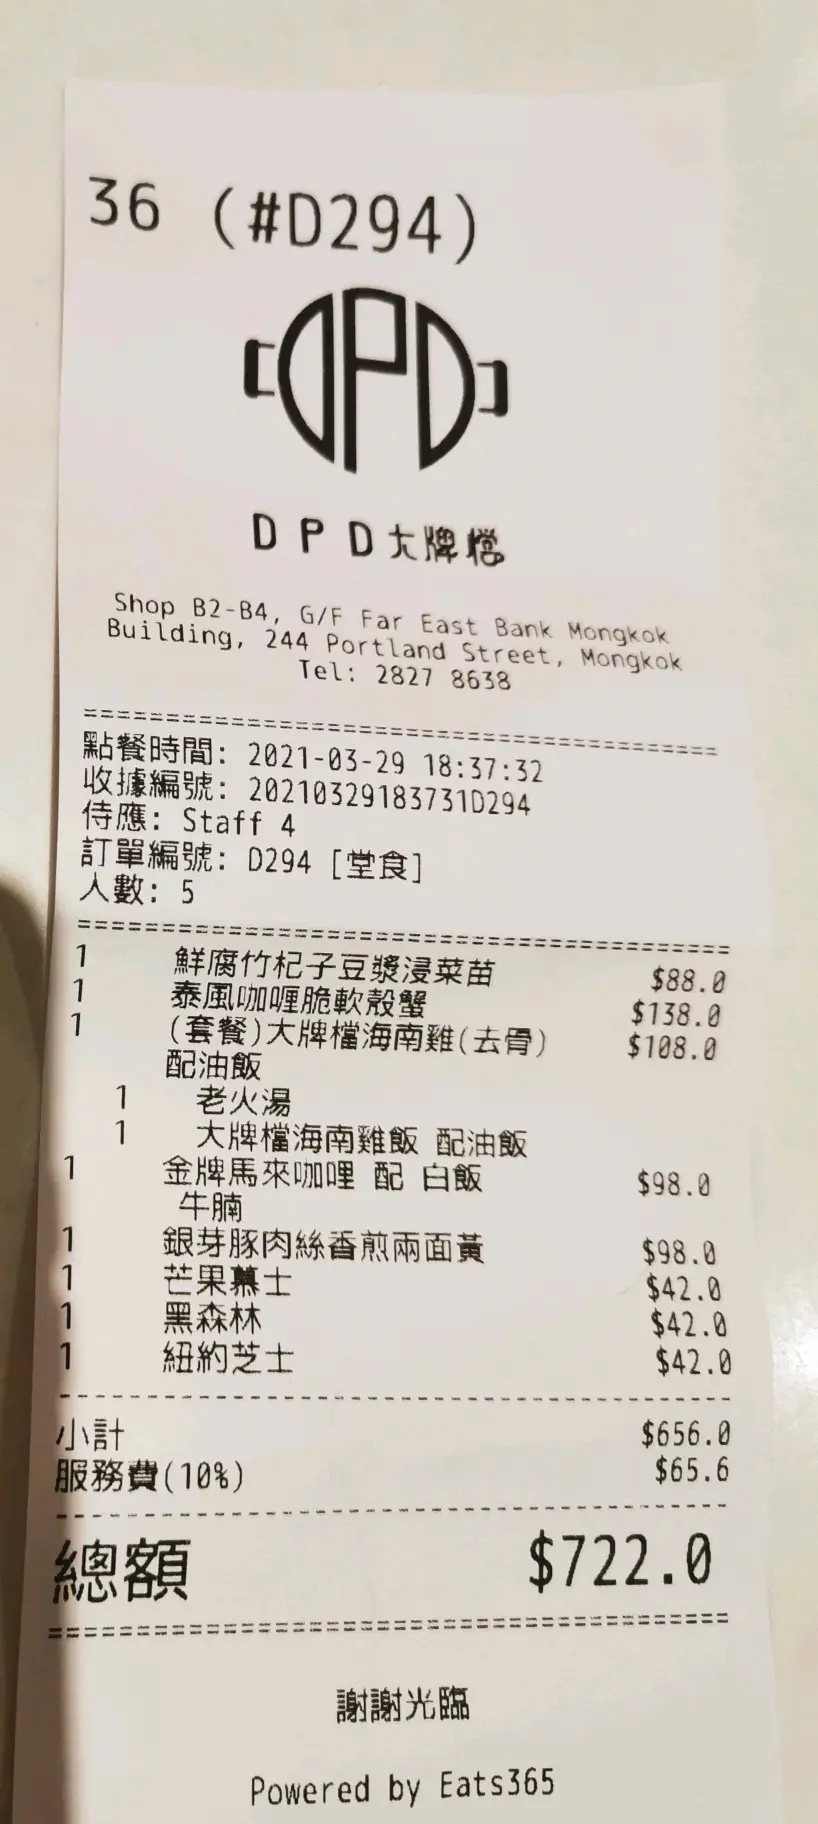 36 (#D294)
DPD
DPD大牌檔
Shop B2-B4, G/F Far East Bank Mongkok
Building, 244 Portland Street, Mongkok
Tel: 2827 8638
點餐時間: 2021-03-29 18:37:32
收據編號: 20210329183731D294
侍應: Staff 4
訂單編號: D294 [堂食]
人數: 5
1 鮮腐竹杞子豆漿浸菜苗 $88.0
1 泰風咖喱脆軟殼蟹 $138.0
1 (套餐)大牌檔海南雞(去骨) $108.0
配油飯
1 老火湯
1 大牌檔海南雞飯 配油飯
1 金牌馬來咖哩 配 白飯 $98.0
牛腩
1 銀芽豚肉絲香煎兩面黃 $98.0
1 芒果慕士 $42.0
1 黑森林 $42.0
1 紐約芝士 $42.0
小計 $656.0
服務費(10%) $65.6
總額 $722.0
謝謝光臨
Powered by Eats365